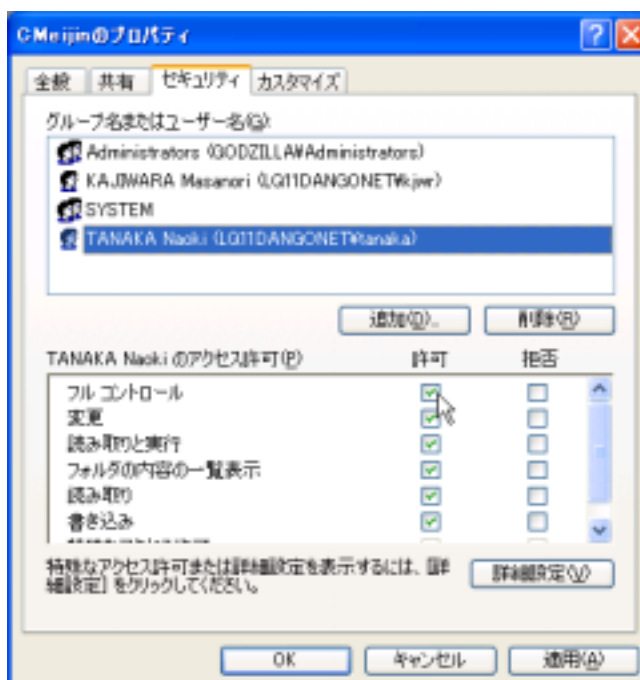 CMeijinのプロパティ
全般 共有 セキュリティ カスタマイズ
グループ名またはユーザー名(G):
Administrators (GODZILLA¥Administrators)
KAJIWARA Masanori (LG11DANGONET¥kjwr)
SYSTEM
TANAKA Naoki (LG11DANGONET¥tanaka)
追加(D)... 削除(R)
TANAKA Naoki のアクセス許可(P) 許可 拒否
フル コントロール
変更
読み取りと実行
フォルダの内容の一覧表示
読み取り
書き込み
特殊なアクセス許可または詳細設定を表示するには、[詳
細設定] をクリックしてください。
詳細設定(V)
OK キャンセル 適用(A)